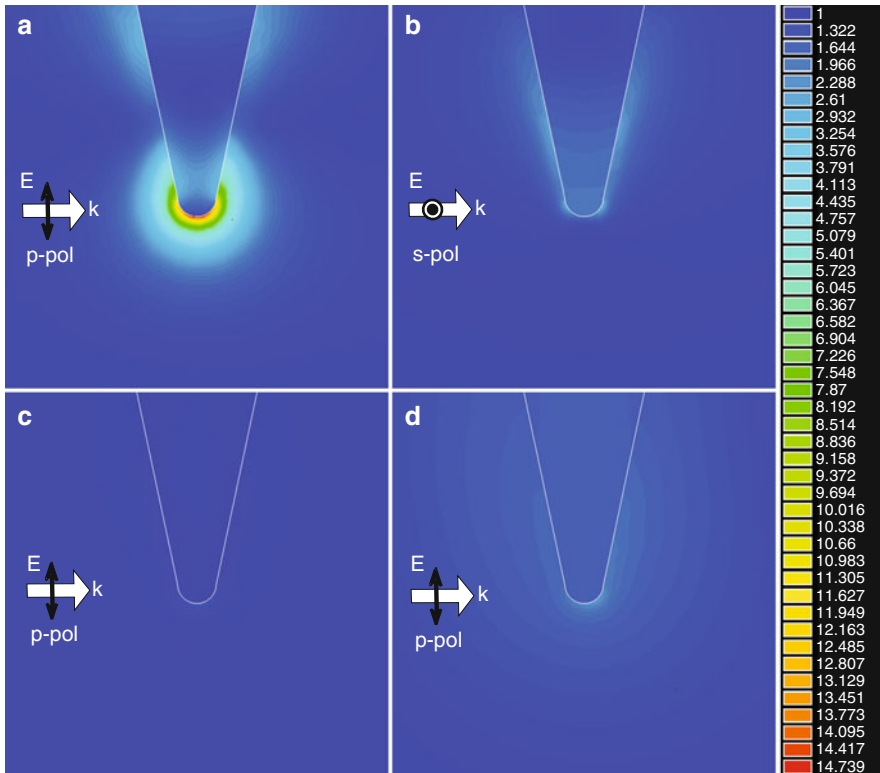 a
E
k
p-pol
b
E
k
s-pol
c
E
k
p-pol
d
E
k
p-pol
1
1.322
1.644
1.966
2.288
2.61
2.932
3.254
3.576
3.791
4.113
4.435
4.757
5.079
5.401
5.723
6.045
6.367
6.582
6.904
7.226
7.548
7.87
8.192
8.514
8.836
9.158
9.372
9.694
10.016
10.338
10.66
10.983
11.305
11.627
11.949
12.163
12.485
12.807
13.129
13.451
13.773
14.095
14.417
14.739